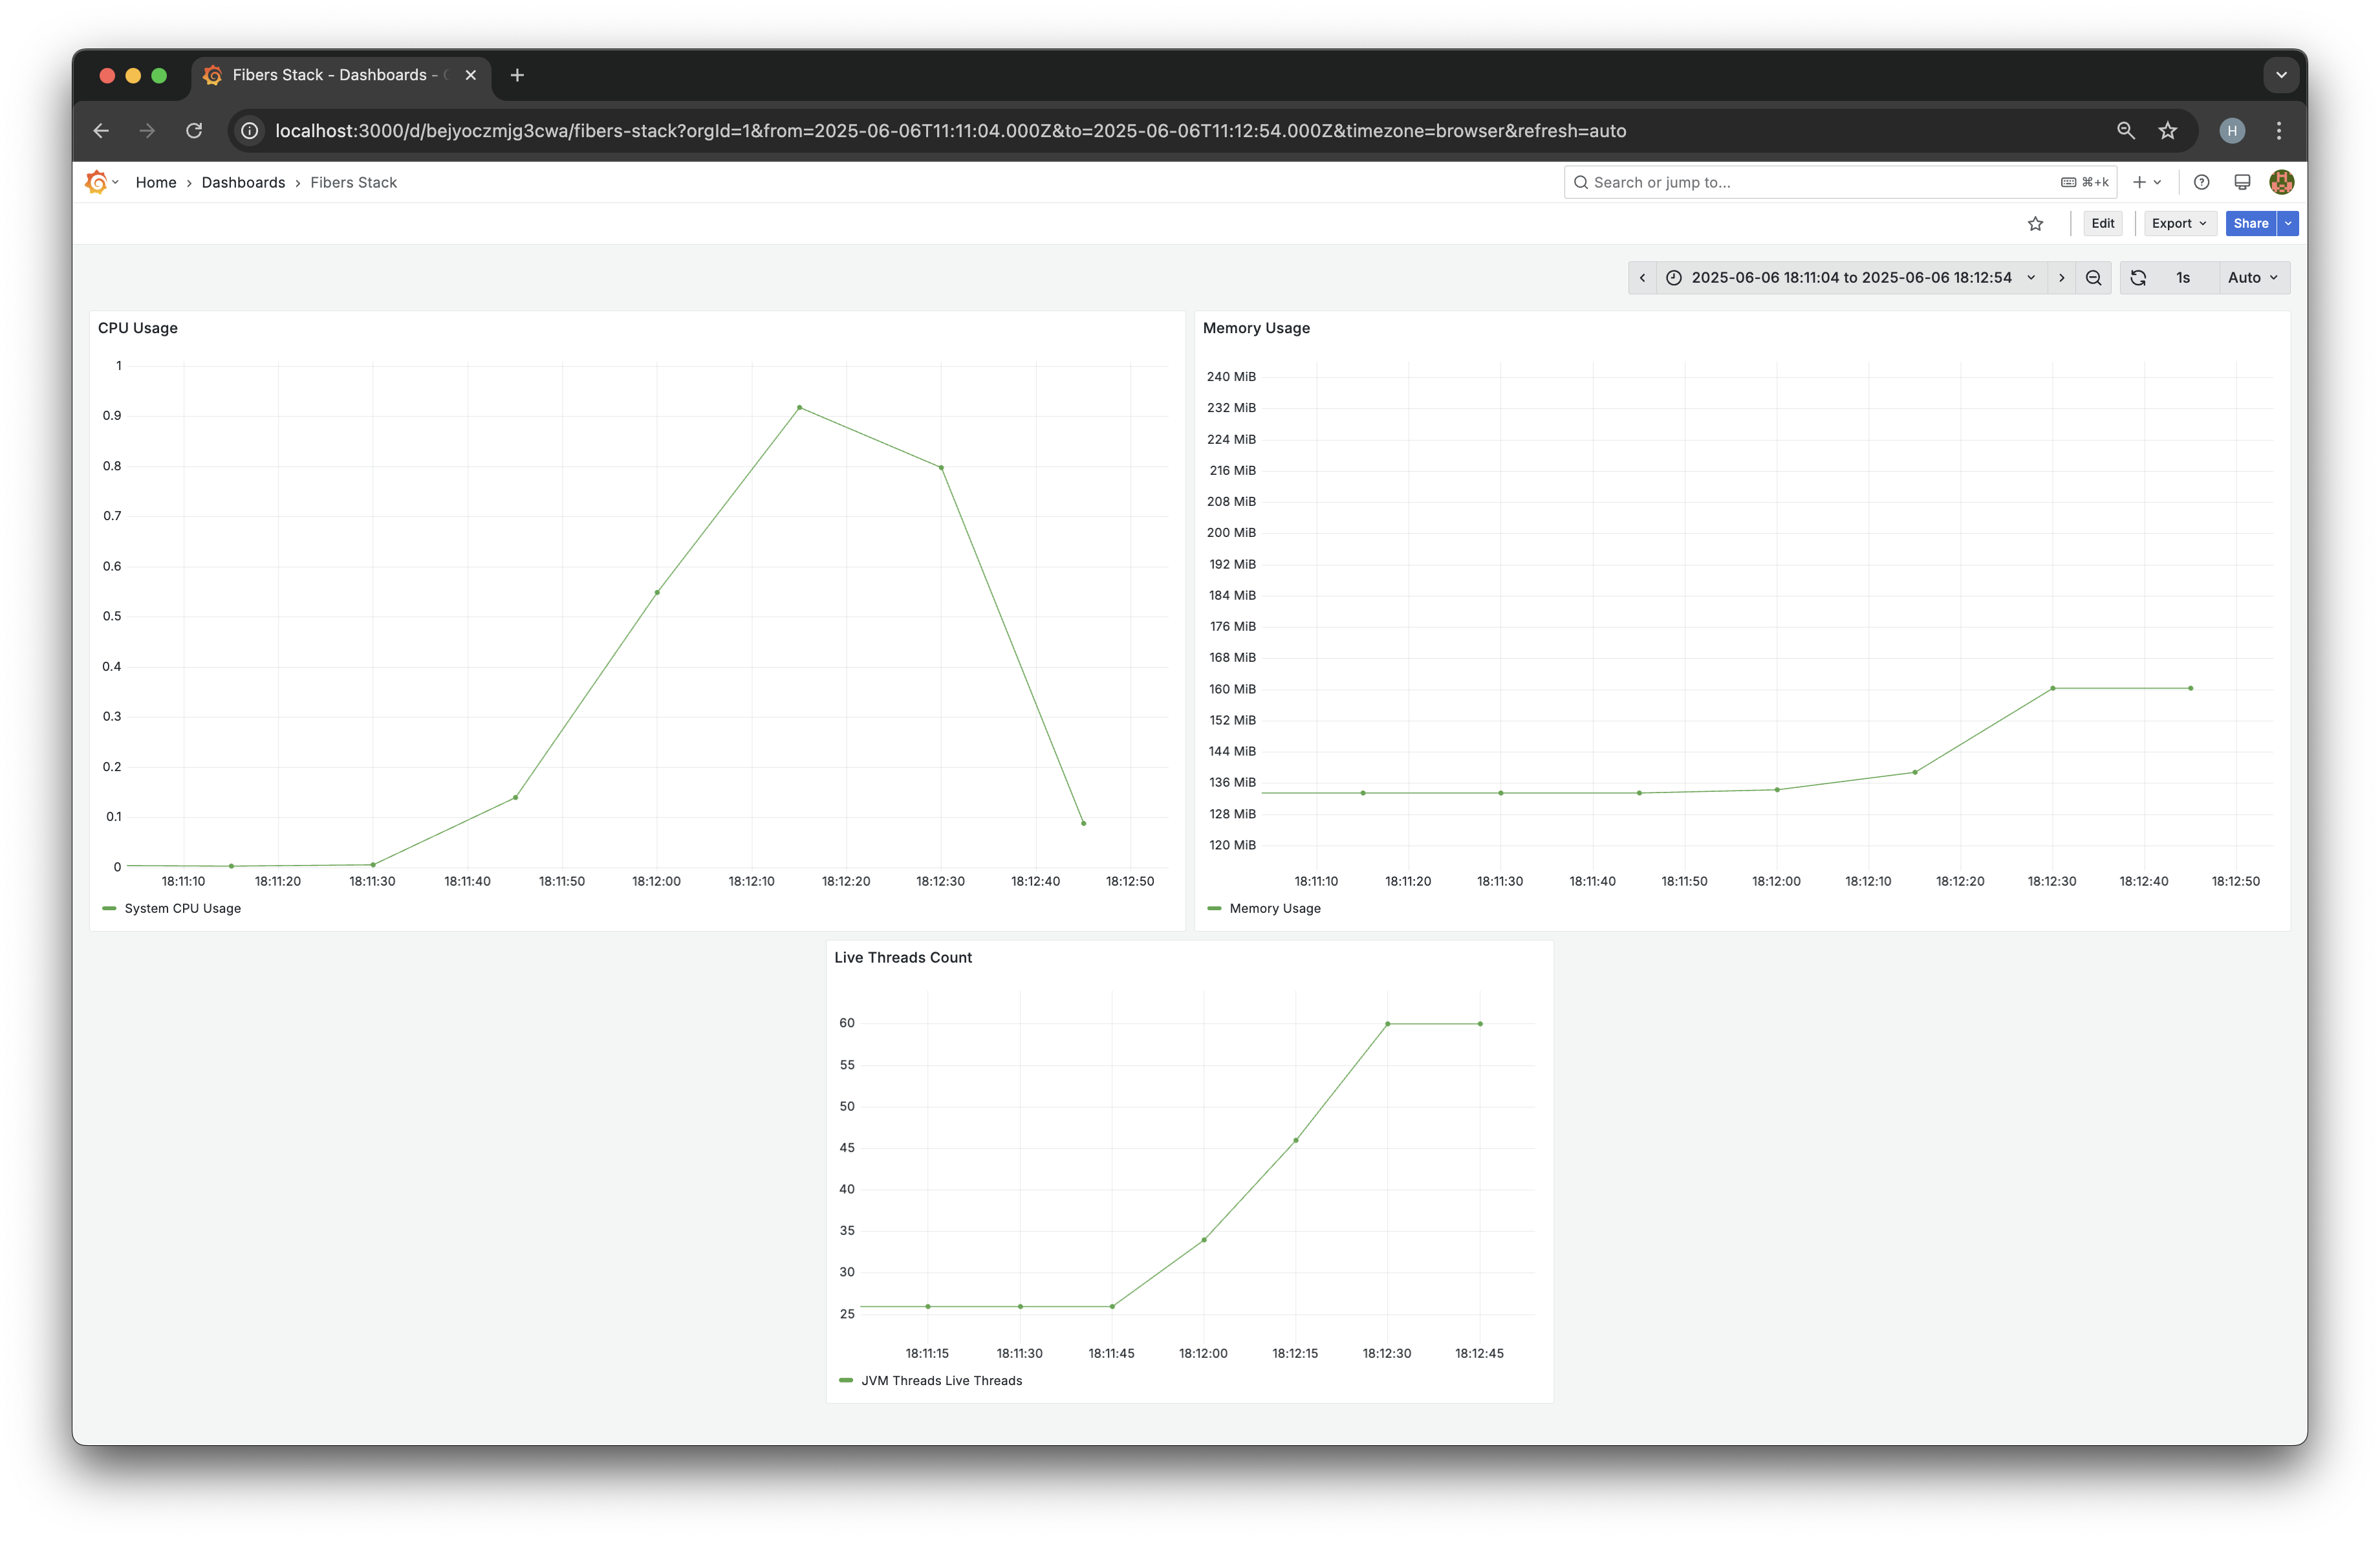 Fibers Stack - Dashboards -
localhost:3000/d/bejyoczmjg3cwa/fibers-stack?orgId=1&from=2025-06-06T11:11:04.000Z&to=2025-06-06T11:12:54.000Z&timezone=browser&refresh=auto
H
Home › Dashboards › Fibers Stack
Search or jump to...
⌘+k
Edit
Export
Share
2025-06-06 18:11:04 to 2025-06-06 18:12:54
1s
Auto
CPU Usage
1
0.9
0.8
0.7
0.6
0.5
0.4
0.3
0.2
0.1
0
18:11:10 18:11:20 18:11:30 18:11:40 18:11:50 18:12:00 18:12:10 18:12:20 18:12:30 18:12:40 18:12:50
System CPU Usage
Memory Usage
240 MiB
232 MiB
224 MiB
216 MiB
208 MiB
200 MiB
192 MiB
184 MiB
176 MiB
168 MiB
160 MiB
152 MiB
144 MiB
136 MiB
128 MiB
120 MiB
18:11:10 18:11:20 18:11:30 18:11:40 18:11:50 18:12:00 18:12:10 18:12:20 18:12:30 18:12:40 18:12:50
Memory Usage
Live Threads Count
60
55
50
45
40
35
30
25
18:11:15 18:11:30 18:11:45 18:12:00 18:12:15 18:12:30 18:12:45
JVM Threads Live Threads